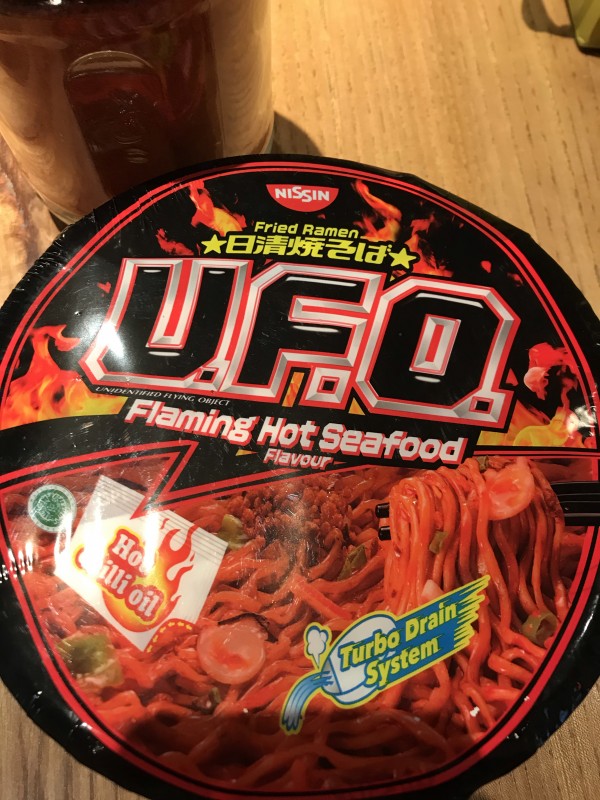 NISSIN
Fried Ramen
★日清焼そば★
U.F.O.
UNIDENTIFIED FLYING OBJECT
Flaming Hot Seafood
Flavour
Hot
illi oil
Turbo Drain
System